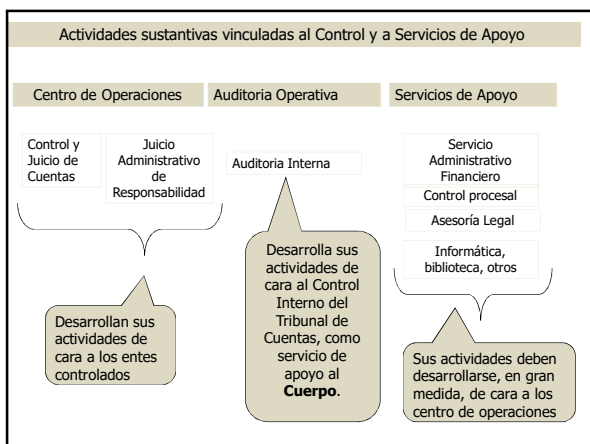 Actividades sustantivas vinculadas al Control y a Servicios de Apoyo
Centro de Operaciones
Auditoria Operativa
Servicios de Apoyo
Control y
Juicio de
Cuentas
Juicio
Administrativo
de
Responsabilidad
Auditoria Interna
Servicio
Administrativo
Financiero
Control procesal
Asesoría Legal
Informática,
biblioteca, otros
Desarrollan sus
actividades de
cara a los entes
controlados
Desarrolla sus
actividades de
cara al Control
Interno del
Tribunal de
Cuentas, como
servicio de
apoyo al
Cuerpo.
Sus actividades deben
desarrollarse, en gran
medida, de cara a los
centro de operaciones